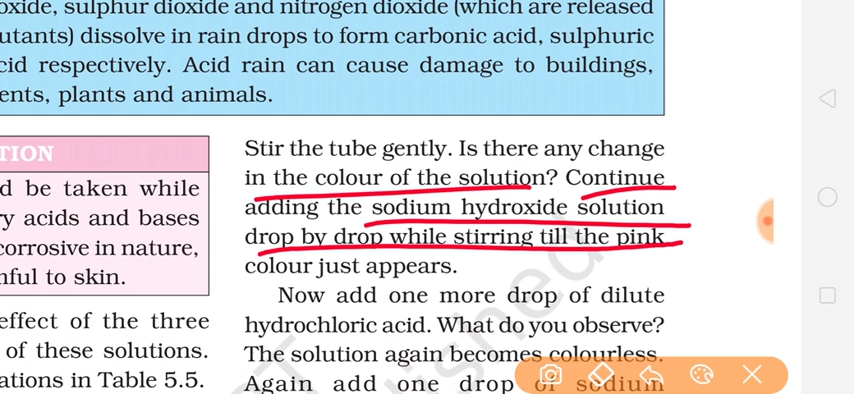 oxide, sulphur dioxide and nitrogen dioxide (which are released
utants) dissolve in rain drops to form carbonic acid, sulphuric
cid respectively. Acid rain can cause damage to buildings,
ents, plants and animals.
TION
d be taken while
ry acids and bases
corrosive in nature,
nful to skin.
effect of the three
of these solutions.
ations in Table 5.5.
Stir the tube gently. Is there any change
in the colour of the solution? Continue
adding the sodium hydroxide solution
drop by drop while stirring till the pink
colour just appears.
Now add one more drop of dilute
hydrochloric acid. What do you observe?
The solution again becomes colourless.
Again add one drop of sodium